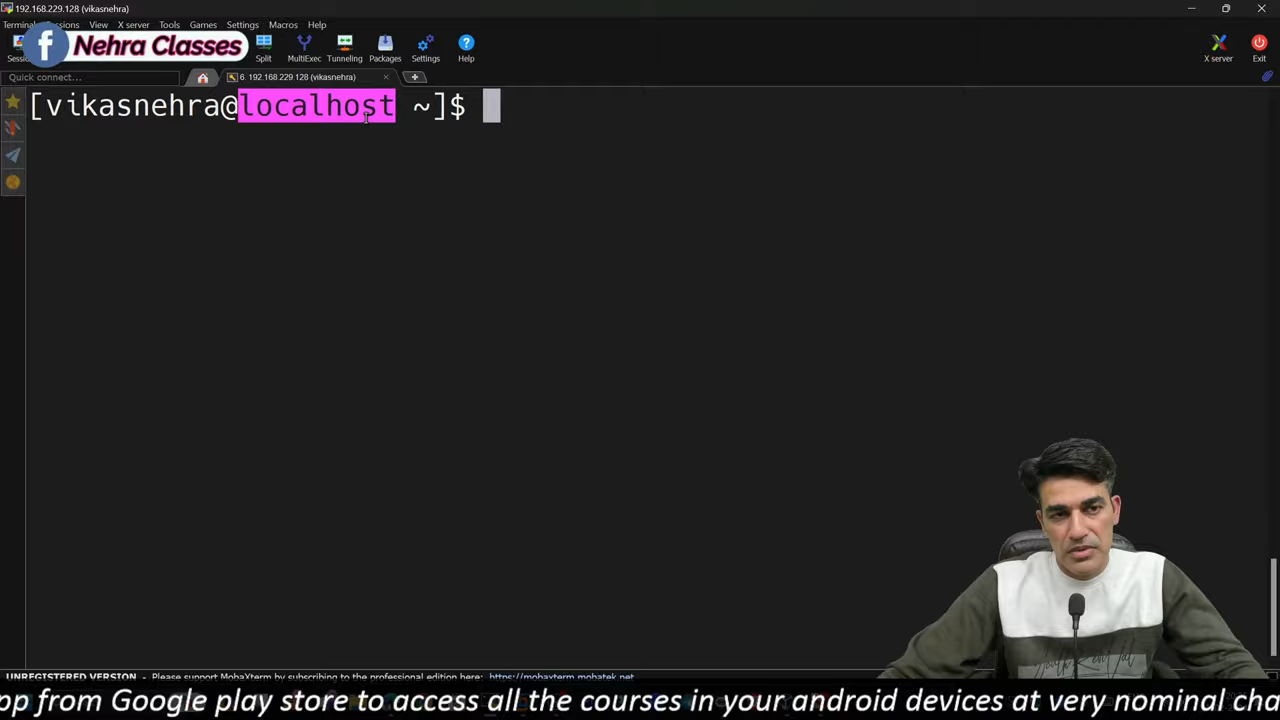 192.168.229.128 (vikasnehra)
Terminal Sessions View X server Tools Games Settings Macros Help
Nehra Classes
Split MultiExec Tunneling Packages Settings Help X server Exit
Quick connect...
6. 192.168.229.128 (vikasnehra)
[vikasnehra@localhost ~]$
UNREGISTERED VERSION - Please support MobaXterm by subscribing to the professional edition here: https://mobaxterm.mobatek.net
from Google play store to access all the courses in your android devices at very nominal